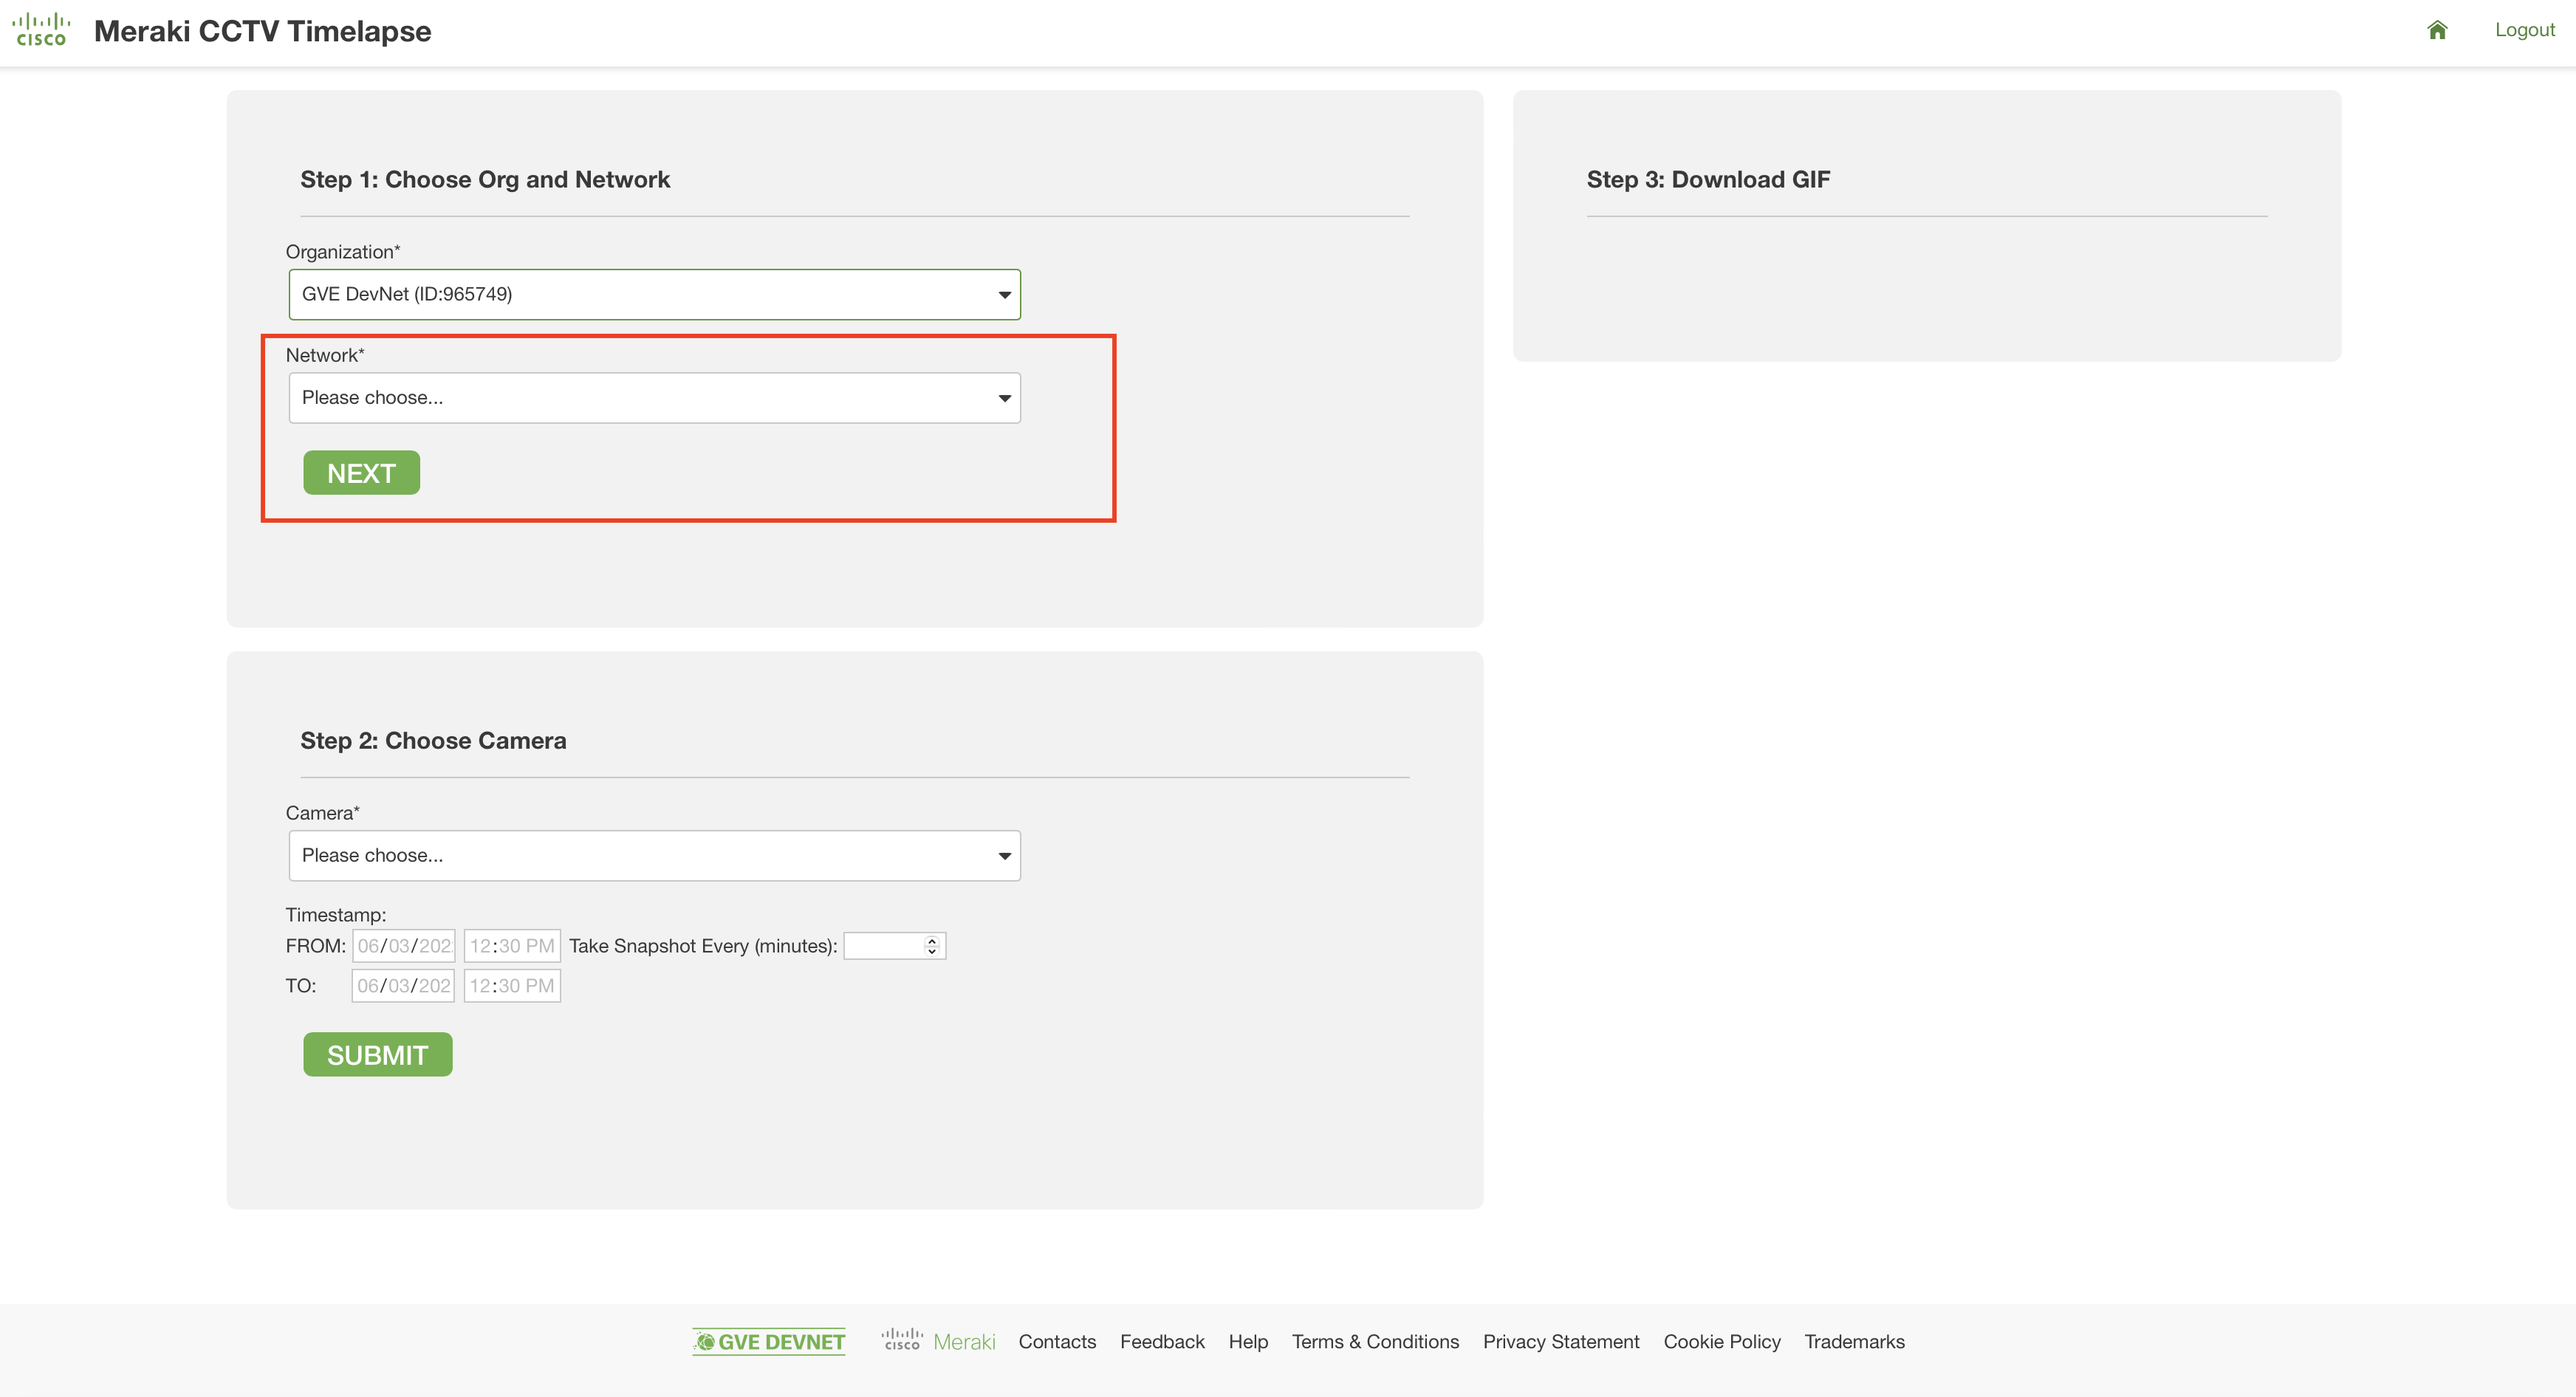 cisco Meraki CCTV Timelapse Logout
Step 1: Choose Org and Network
Organization*
GVE DevNet (ID:965749)
Network*
Please choose...
NEXT
Step 3: Download GIF
Step 2: Choose Camera
Camera*
Please choose...
Timestamp:
FROM: 06/03/202 12:30 PM Take Snapshot Every (minutes):
TO: 06/03/202 12:30 PM
SUBMIT
GVE DEVNET cisco Meraki Contacts Feedback Help Terms & Conditions Privacy Statement Cookie Policy Trademarks